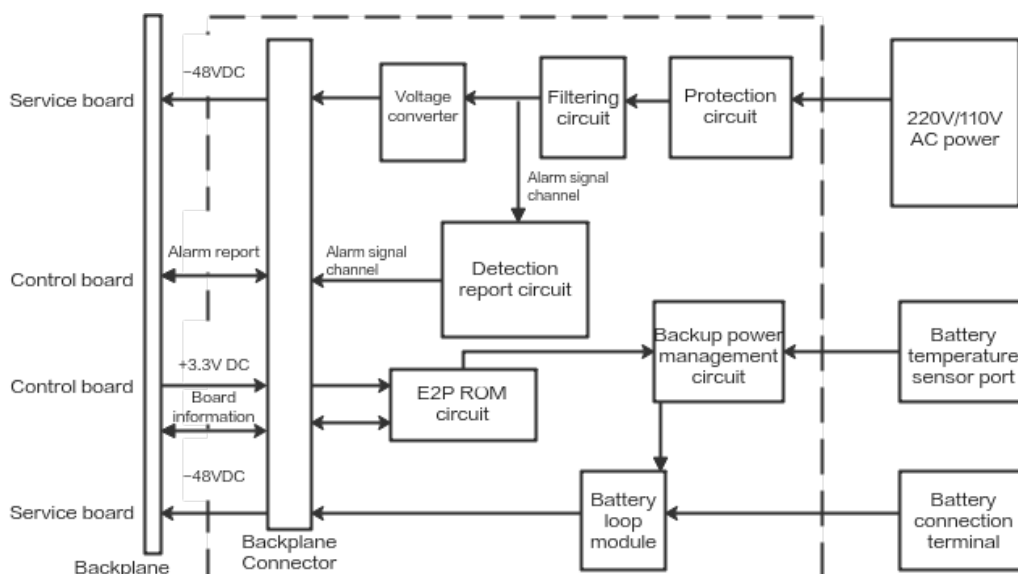 −48VDC
Service board
Voltage
converter
Filtering
circuit
Protection
circuit
220V/110V
AC power
Alarm signal
channel
Alarm report
Alarm signal
channel
Control board
Detection
report circuit
+3.3V DC
Control board
Board
information
E2P ROM
circuit
Backup power
management
circuit
Battery
temperature
sensor port
−48VDC
Service board
Battery
loop
module
Battery
connection
terminal
Backplane
Connector
Backplane